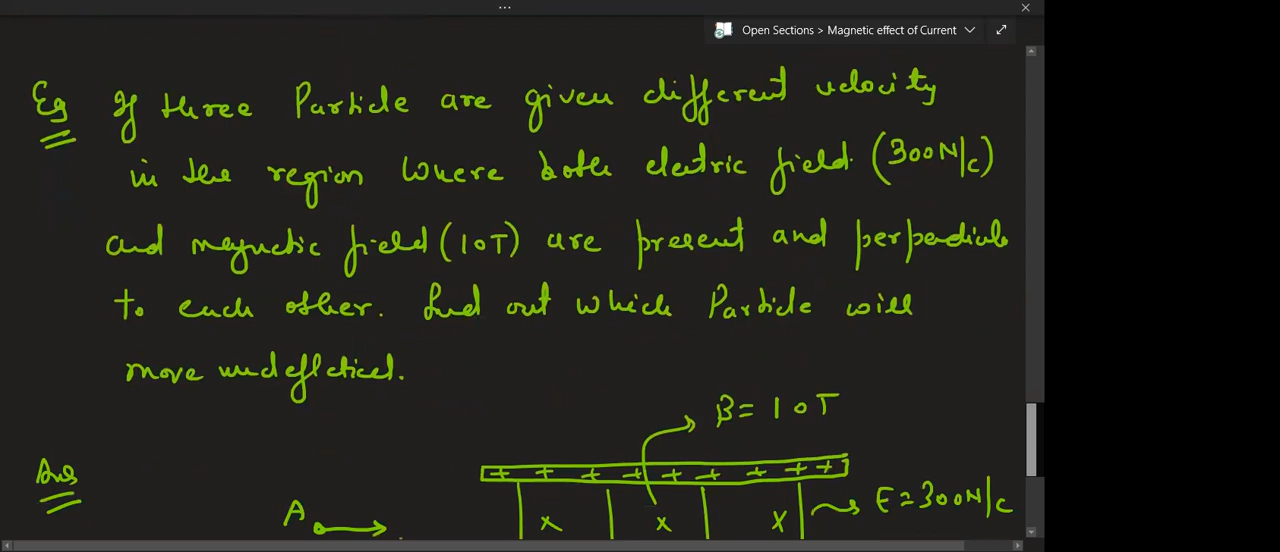 Open Sections > Magnetic effect of Current
Eg If three Particle are given different velocity
in the region where both electric field (300N/c)
and magnetic field (10T) are present and perpendicular
to each other. find out which Particle will
more undeflected.
B = 10T
+ + + + + + + +
Ans
A
x x x
E = 300N/c